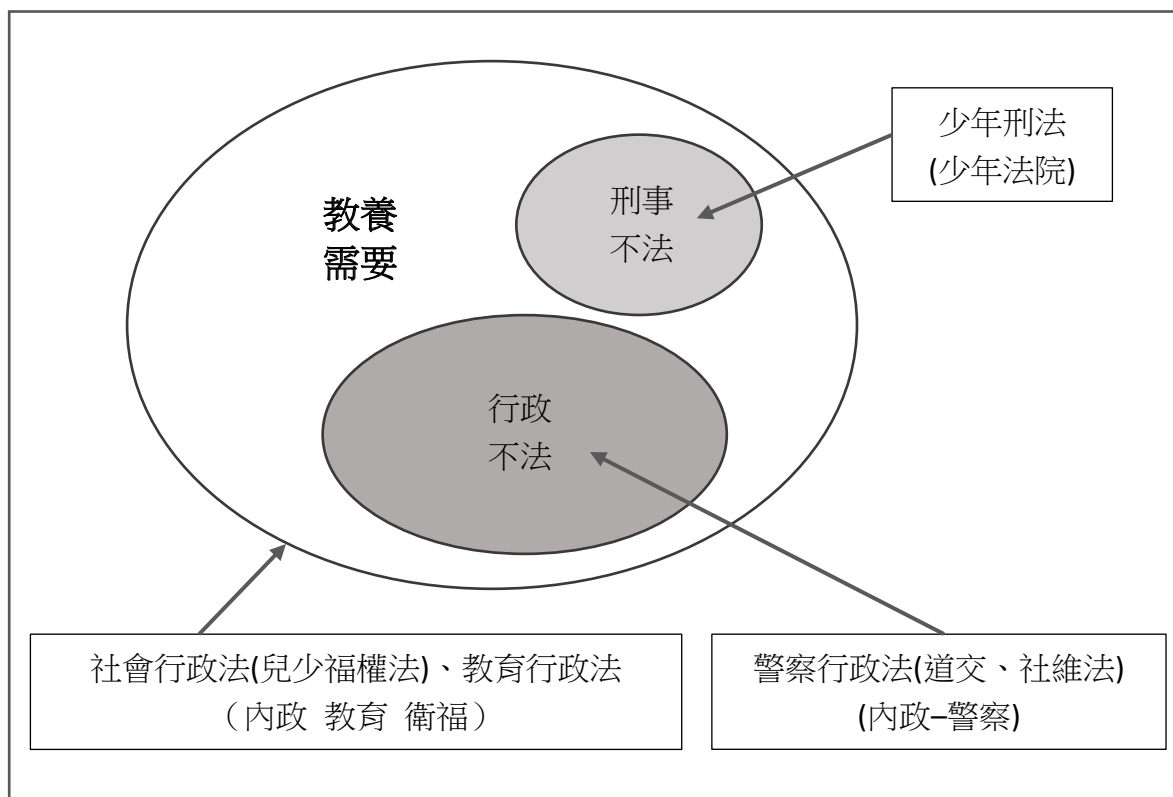 少年刑法
(少年法院)
教養
需要
刑事
不法
行政
不法
社會行政法(兒少福權法)、教育行政法
（內政 教育 衛福）
警察行政法(道交、社維法)
(內政–警察)